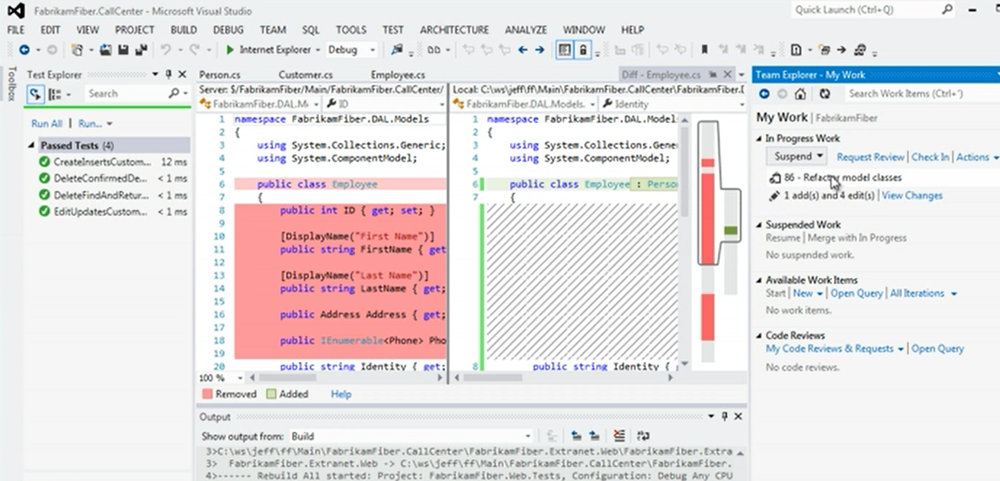 FabrikamFiber.CallCenter - Microsoft Visual Studio
Quick Launch (Ctrl+Q)
FILE EDIT VIEW PROJECT BUILD DEBUG TEAM SQL TOOLS TEST ARCHITECTURE ANALYZE WINDOW HELP
Internet Explorer Debug
Toolbox
Test Explorer
Search
Run All | Run...
Passed Tests (4)
CreateInsertsCustom... 12 ms
DeleteConfirmedDe... < 1 ms
DeleteFindAndRetur... < 1 ms
EditUpdatesCustom... < 1 ms
Person.cs Customer.cs Employee.cs Diff - Employee.cs
Server: $/FabrikamFiber/Main/FabrikamFiber.CallCenter/
FabrikamFiber.DAL.M ID
1 namespace FabrikamFiber.DAL.Models
2 {
3 using System.Collections.Generic;
4 using System.ComponentModel;
5
6 public class Employee
7 {
8 public int ID { get; set; }
9
10 [DisplayName("First Name")]
11 public string FirstName { get
12
13 [DisplayName("Last Name")]
14 public string LastName { get;
15
16 public Address Address { get;
17
18 public IEnumerable<Phone> Pho
19
20 public string Identity { get;
100 %
Local: C:\ws\jeff\ff\Main\FabrikamFiber.CallCenter\FabrikamFiber.D
FabrikamFiber.DAL.Models. Identity
1 namespace FabrikamFiber.DAL.Model
2 {
3 using System.Collections.Gene
4 using System.ComponentModel;
5
6 public class Employee : Perso
7 {
8 public string Identity {
Removed Added Help
Output
Show output from: Build
3>C:\ws\jeff\ff\Main\FabrikamFiber.CallCenter\FabrikamFiber.Extranet.Web\FabrikamFiber.Extra
3> FabrikamFiber.Extranet.Web -> C:\ws\jeff\ff\Main\FabrikamFiber.CallCenter\FabrikamFiber.
4>------ Rebuild All started: Project: FabrikamFiber.Web.Tests, Configuration: Debug Any CPU
Team Explorer - My Work
Search Work Items (Ctrl+')
My Work | FabrikamFiber
In Progress Work
Suspend Request Review | Check In | Actions
86 - Refactor model classes
1 add(s) and 4 edit(s) | View Changes
Suspended Work
Resume | Merge with In Progress
No suspended work.
Available Work Items
Start | New | Open Query | All Iterations
No work items.
Code Reviews
My Code Reviews & Requests | Open Query
No code reviews.